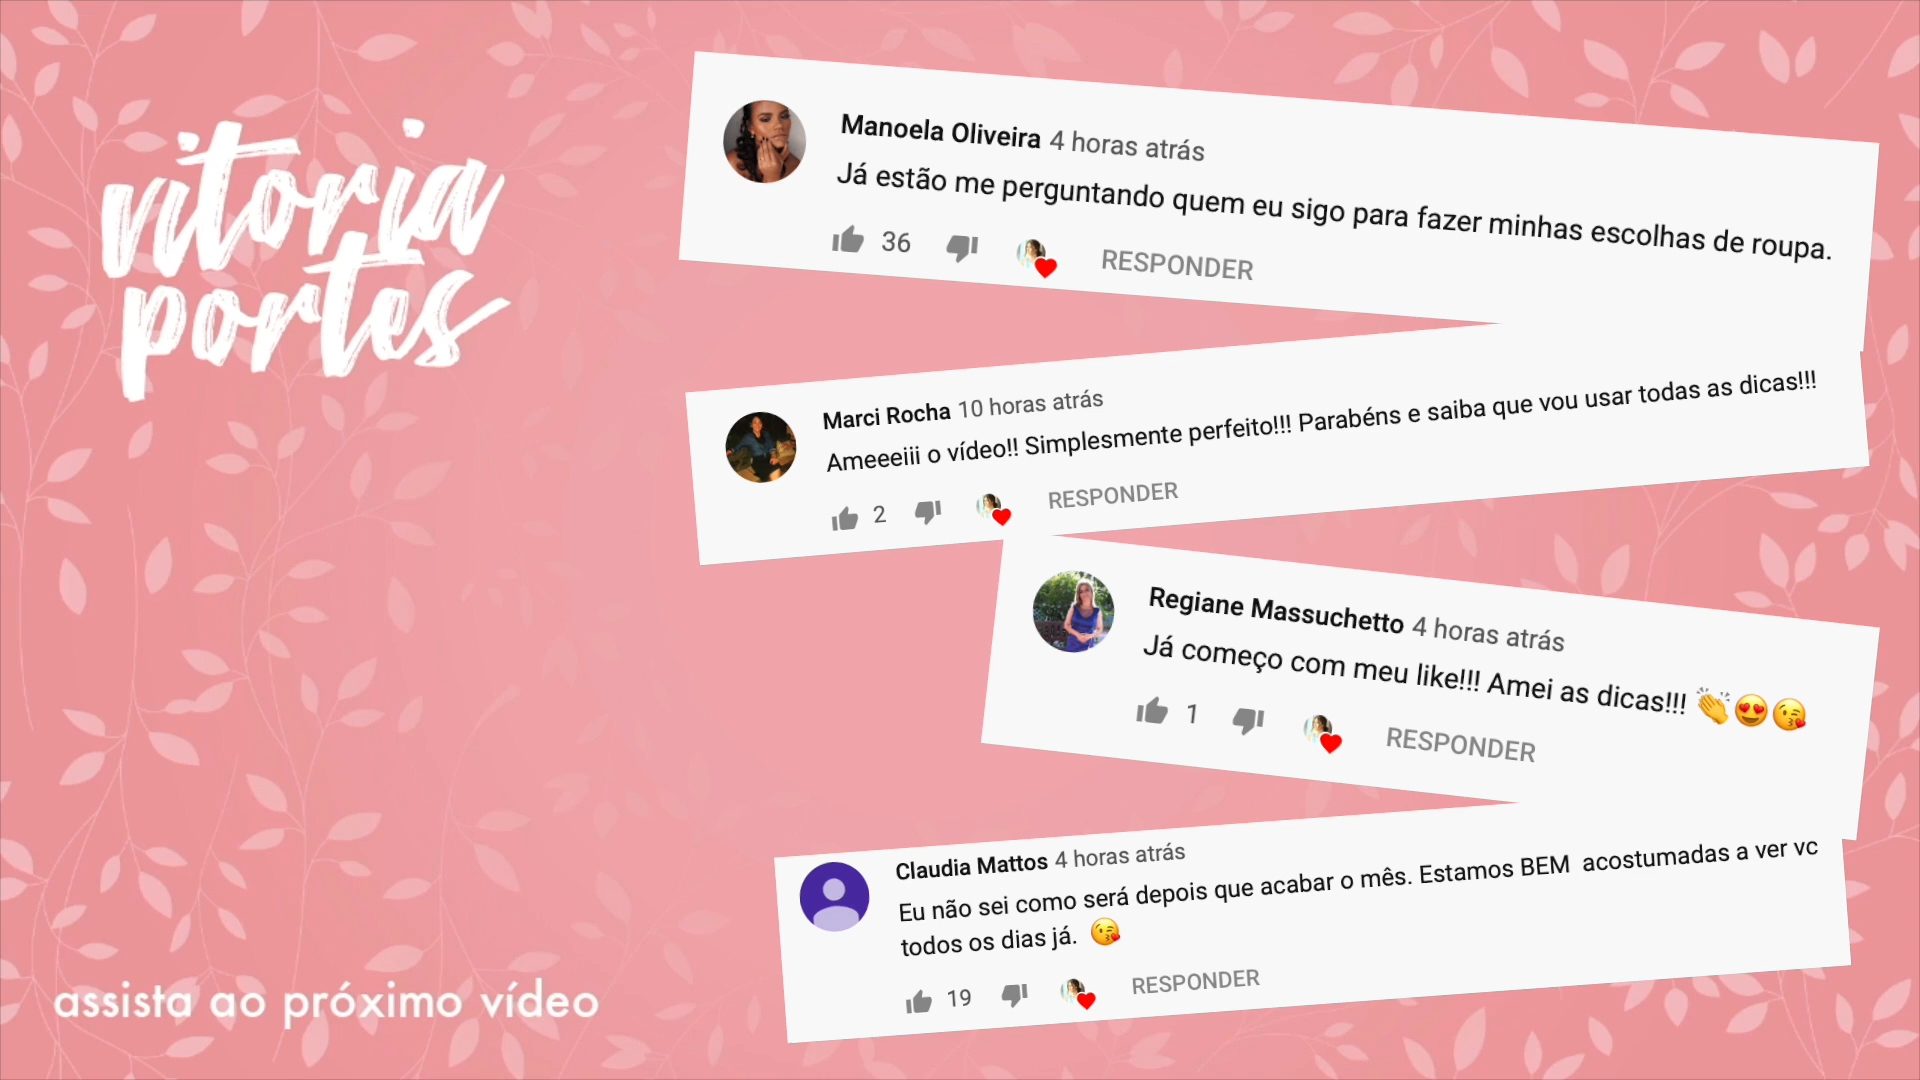 vitoria
portes
Manoela Oliveira 4 horas atrás
Já estão me perguntando quem eu sigo para fazer minhas escolhas de roupa.
36 RESPONDER
Marci Rocha 10 horas atrás
Ameeeiii o vídeo!! Simplesmente perfeito!!! Parabéns e saiba que vou usar todas as dicas!!!
2 RESPONDER
Regiane Massuchetto 4 horas atrás
Já começo com meu like!!! Amei as dicas!!! 👏😍😘
1 RESPONDER
Claudia Mattos 4 horas atrás
Eu não sei como será depois que acabar o mês. Estamos BEM  acostumadas a ver vc
todos os dias já. 😘
19 RESPONDER
assista ao próximo vídeo